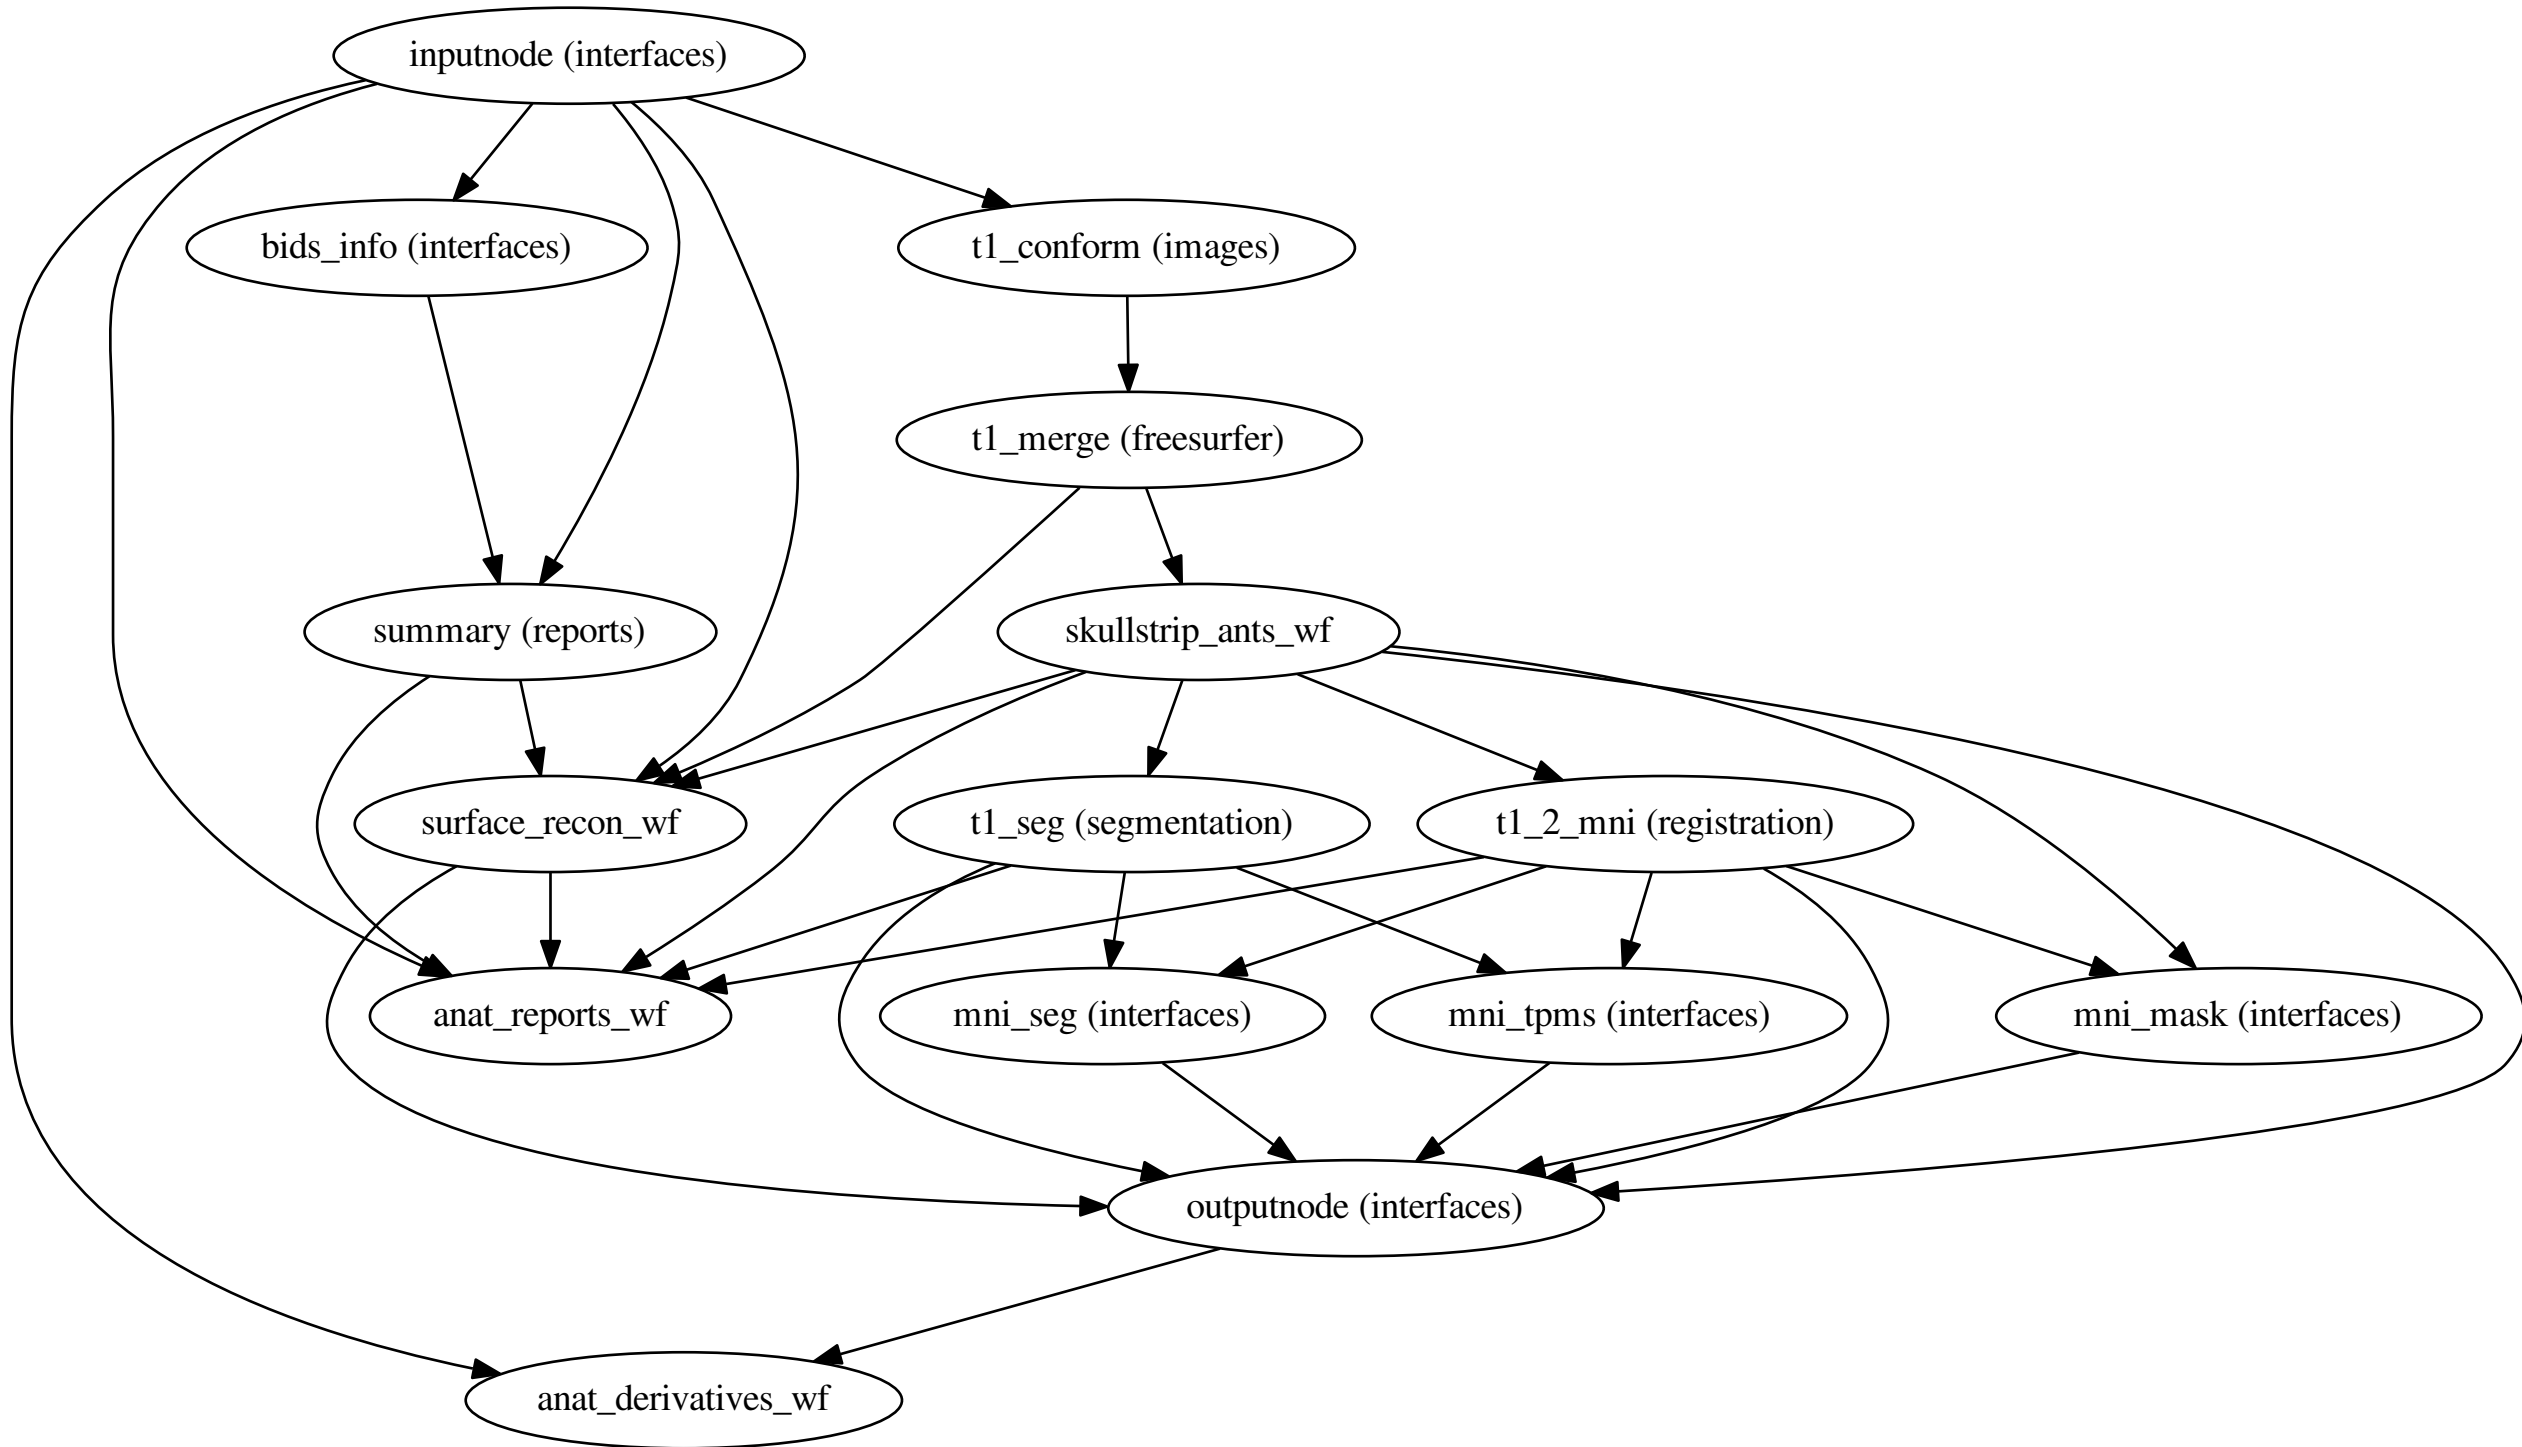 inputnode (interfaces)
bids_info (interfaces)
t1_conform (images)
t1_merge (freesurfer)
summary (reports)
skullstrip_ants_wf
surface_recon_wf
t1_seg (segmentation)
t1_2_mni (registration)
anat_reports_wf
mni_seg (interfaces)
mni_tpms (interfaces)
mni_mask (interfaces)
outputnode (interfaces)
anat_derivatives_wf